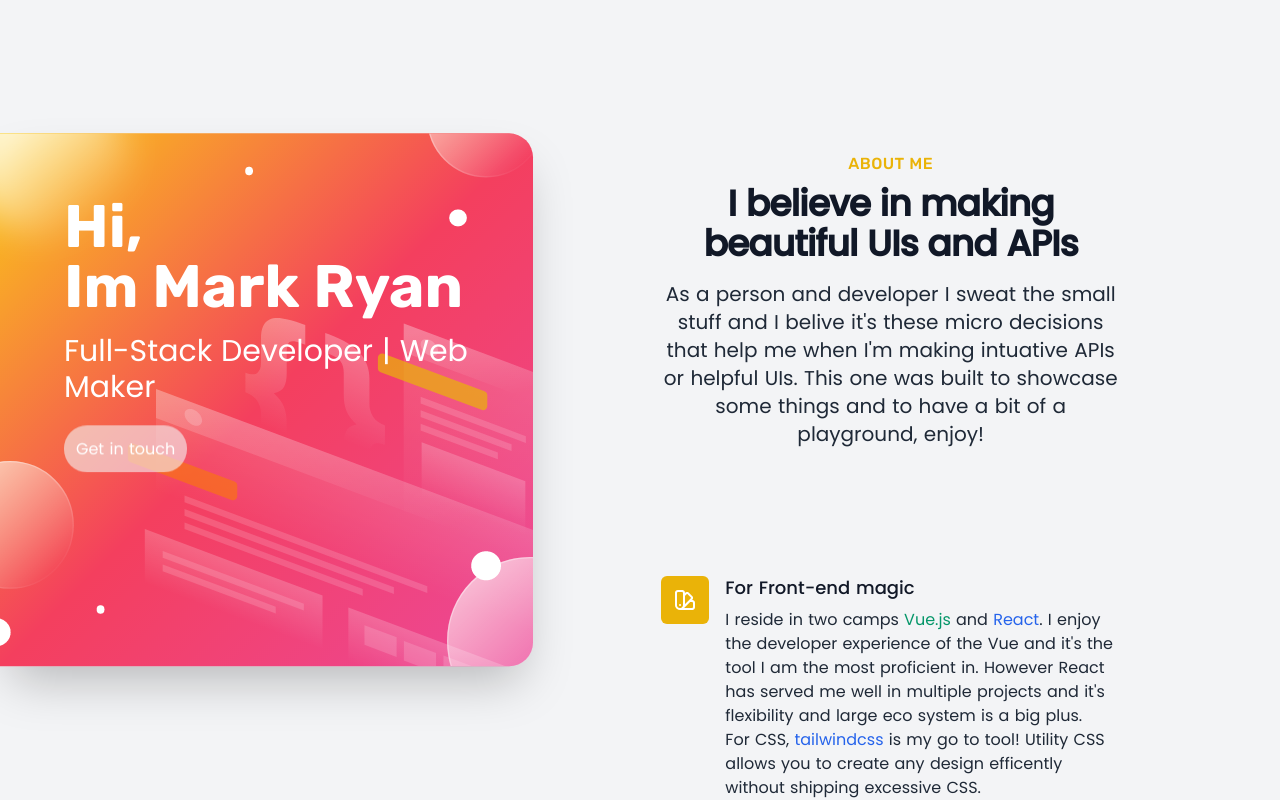 Hi,
Im Mark Ryan
Full-Stack Developer | Web
Maker
Get in touch
ABOUT ME
I believe in making
beautiful UIs and APIs
As a person and developer I sweat the small
stuff and I belive it's these micro decisions
that help me when I'm making intuative APIs
or helpful UIs. This one was built to showcase
some things and to have a bit of a
playground, enjoy!
For Front-end magic
I reside in two camps Vue.js and React. I enjoy
the developer experience of the Vue and it's the
tool I am the most proficient in. However React
has served me well in multiple projects and it's
flexibility and large eco system is a big plus.
For CSS, tailwindcss is my go to tool! Utility CSS
allows you to create any design efficently
without shipping excessive CSS.